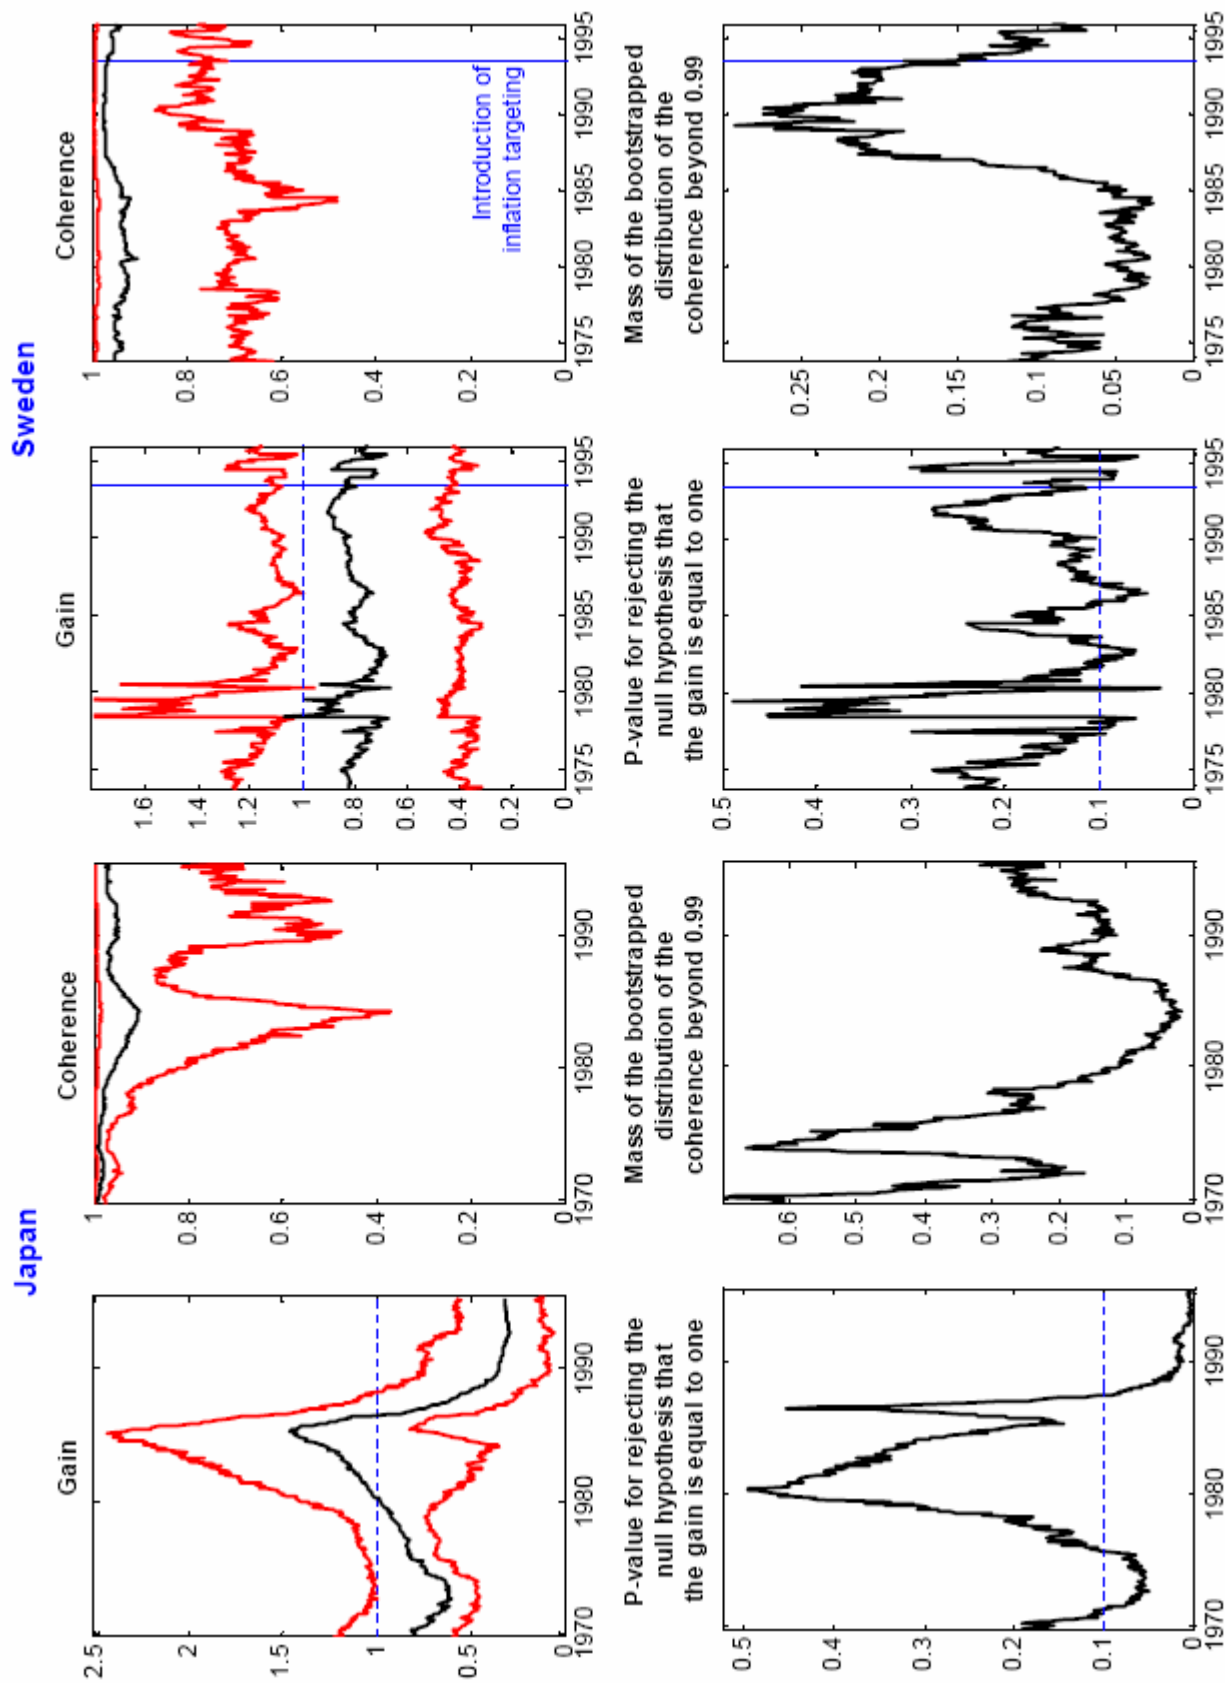 Japan
Sweden
Gain
2.5
2
1.5
1
0.5
0
1970 1980 1990
Coherence
1
0.8
0.6
0.4
0.2
0
1970 1980 1990
Gain
1.6
1.4
1.2
1
0.8
0.6
0.4
0.2
0
1975 1980 1985 1990 1995
Coherence
1
0.8
0.6
0.4
0.2
0
Introduction of
inflation targeting
1975 1980 1985 1990 1995
P-value for rejecting the
null hypothesis that
the gain is equal to one
0.5
0.4
0.3
0.2
0.1
0
1970 1980 1990
Mass of the bootstrapped
distribution of the
coherence beyond 0.99
0.6
0.5
0.4
0.3
0.2
0.1
0
1970 1980 1990
P-value for rejecting the
null hypothesis that
the gain is equal to one
0.5
0.4
0.3
0.2
0.1
0
1975 1980 1985 1990 1995
Mass of the bootstrapped
distribution of the
coherence beyond 0.99
0.25
0.2
0.15
0.1
0.05
0
1975 1980 1985 1990 1995